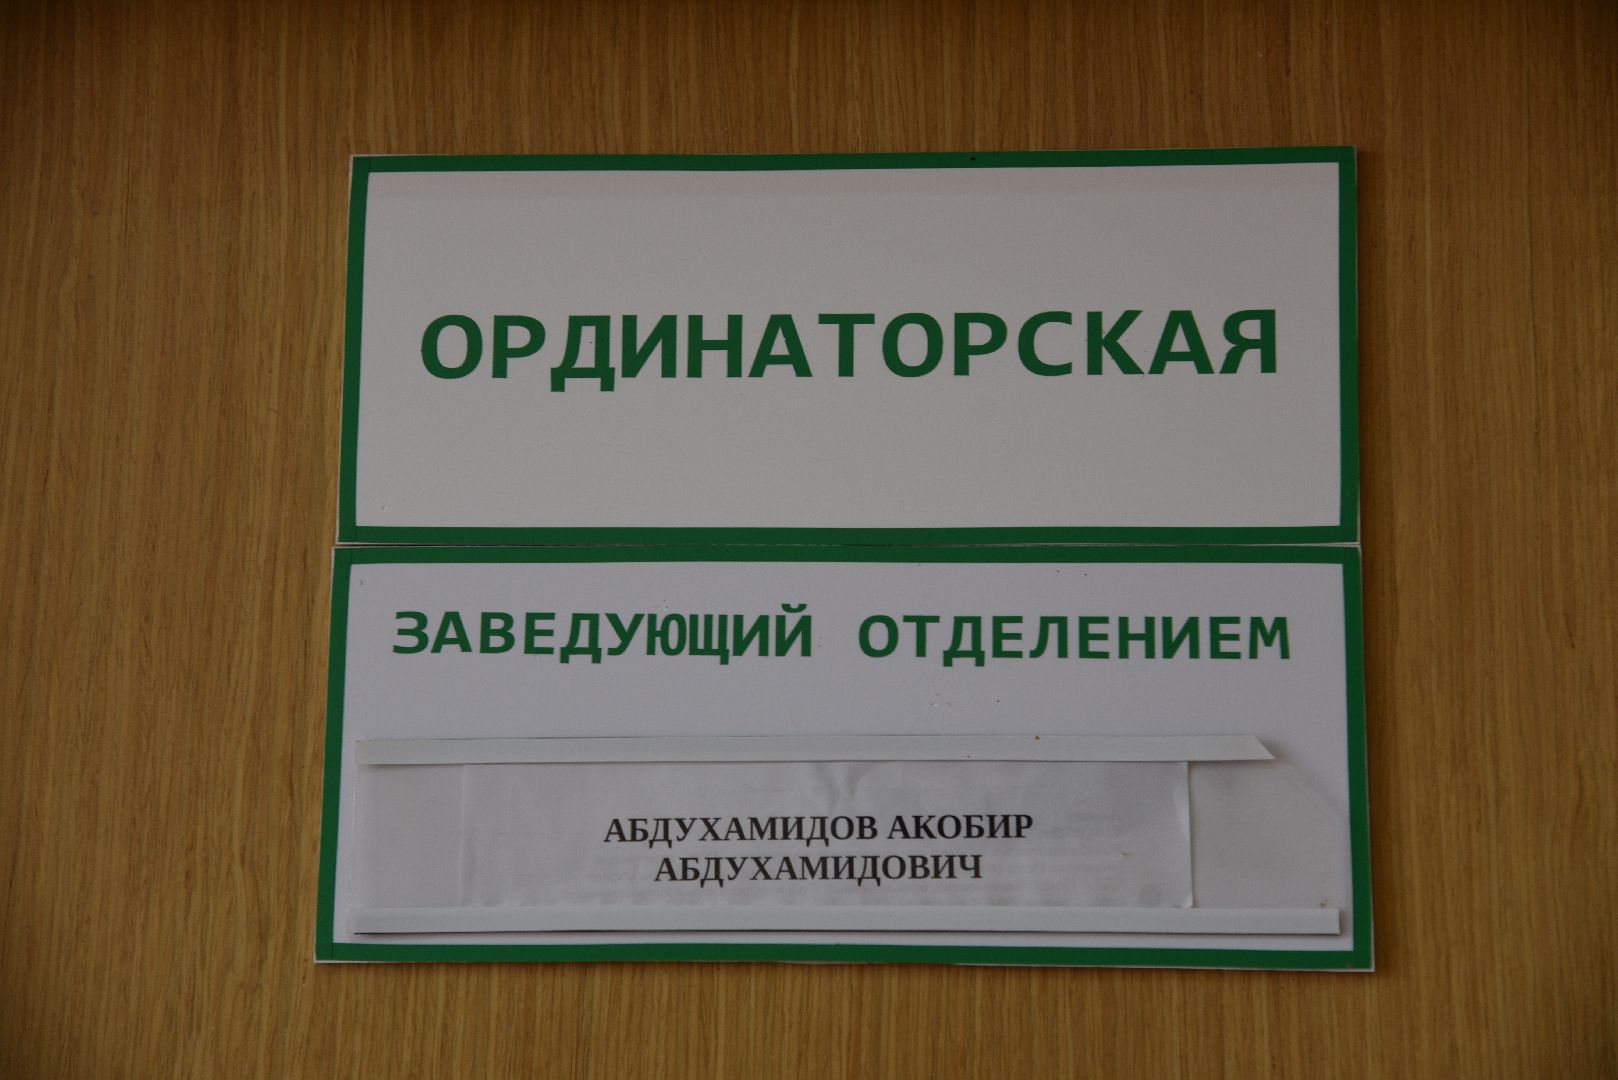 ОРДИНАТОРСКАЯ
ЗАВЕДУЮЩИЙ ОТДЕЛЕНИЕМ
АБДУХАМИДОВ АКОБИР
АБДУХАМИДОВИЧ